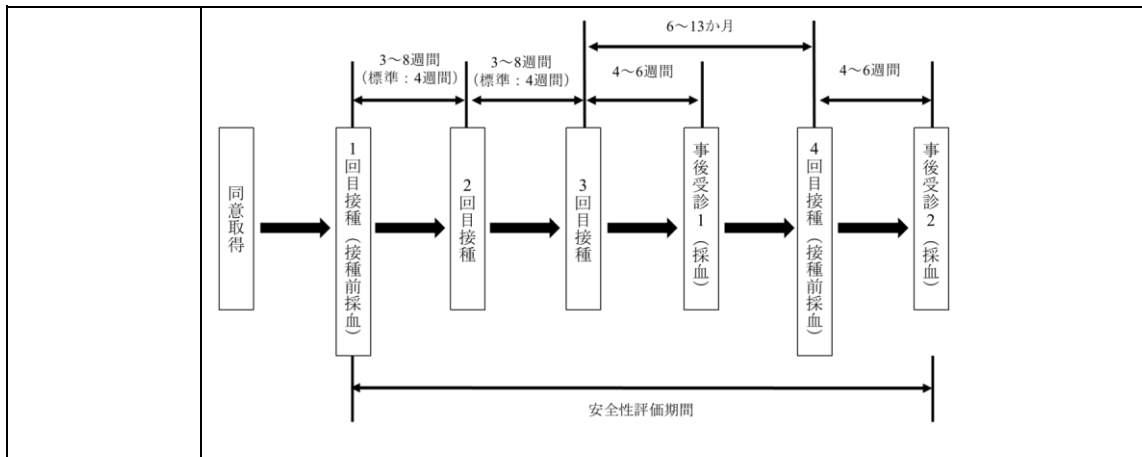 6～13か月
3～8週間
（標準：4週間）
3～8週間
（標準：4週間）
4～6週間
4～6週間
同意取得
1回目接種（接種前採血）
2回目接種
3回目接種
事後受診1（採血）
4回目接種（接種前採血）
事後受診2（採血）
安全性評価期間